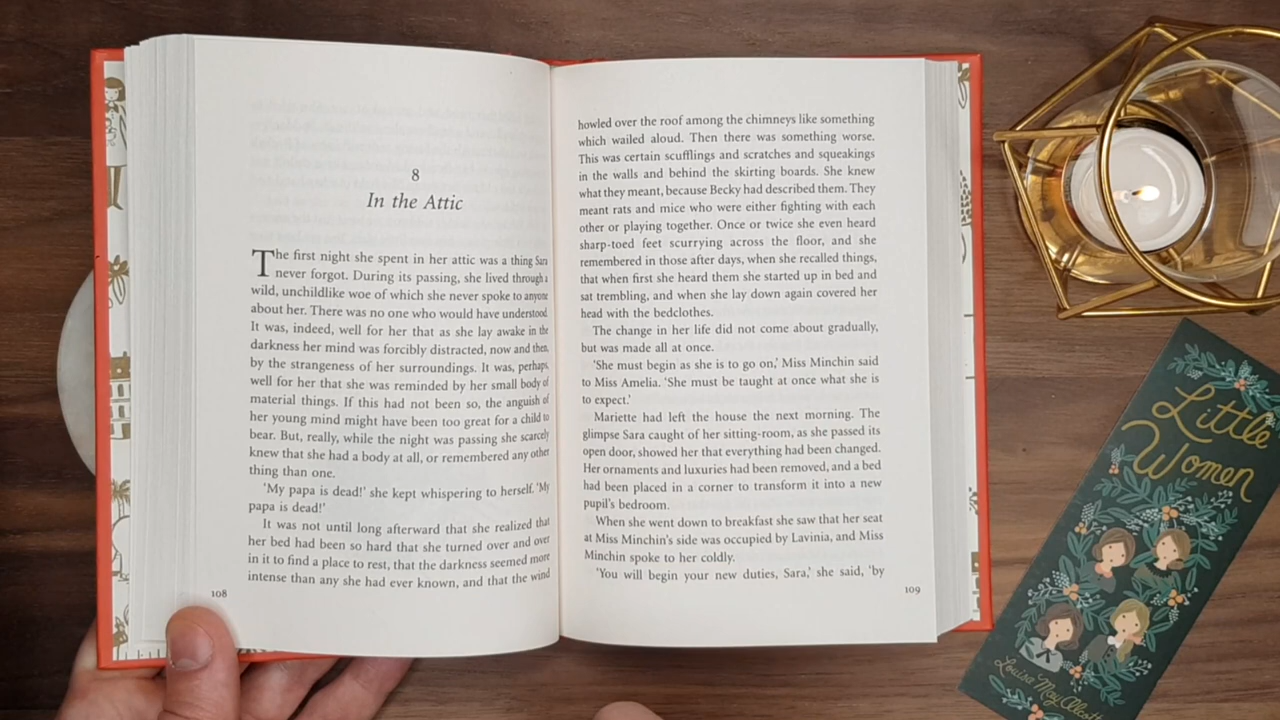 8
In the Attic
The first night she spent in her attic was a thing Sara
never forgot. During its passing, she lived through a
wild, unchildlike woe of which she never spoke to anyone
about her. There was no one who would have understood.
It was, indeed, well for her that as she lay awake in the
darkness her mind was forcibly distracted, now and then,
by the strangeness of her surroundings. It was, perhaps,
well for her that she was reminded by her small body of
material things. If this had not been so, the anguish of
her young mind might have been too great for a child to
bear. But, really, while the night was passing she scarcely
knew that she had a body at all, or remembered any other
thing than one.
'My papa is dead!' she kept whispering to herself. 'My
papa is dead!'
It was not until long afterward that she realized that
her bed had been so hard that she turned over and over
in it to find a place to rest, that the darkness seemed more
intense than any she had ever known, and that the wind
108
howled over the roof among the chimneys like something
which wailed aloud. Then there was something worse.
This was certain scufflings and scratches and squeakings
in the walls and behind the skirting boards. She knew
what they meant, because Becky had described them. They
meant rats and mice who were either fighting with each
other or playing together. Once or twice she even heard
sharp-toed feet scurrying across the floor, and she
remembered in those after days, when she recalled things,
that when first she heard them she started up in bed and
sat trembling, and when she lay down again covered her
head with the bedclothes.
The change in her life did not come about gradually,
but was made all at once.
'She must begin as she is to go on,' Miss Minchin said
to Miss Amelia. 'She must be taught at once what she is
to expect.'
Mariette had left the house the next morning. The
glimpse Sara caught of her sitting-room, as she passed its
open door, showed her that everything had been changed.
Her ornaments and luxuries had been removed, and a bed
had been placed in a corner to transform it into a new
pupil's bedroom.
When she went down to breakfast she saw that her seat
at Miss Minchin's side was occupied by Lavinia, and Miss
Minchin spoke to her coldly.
'You will begin your new duties, Sara,' she said, 'by
109
Little
Women
Louisa May Alcott